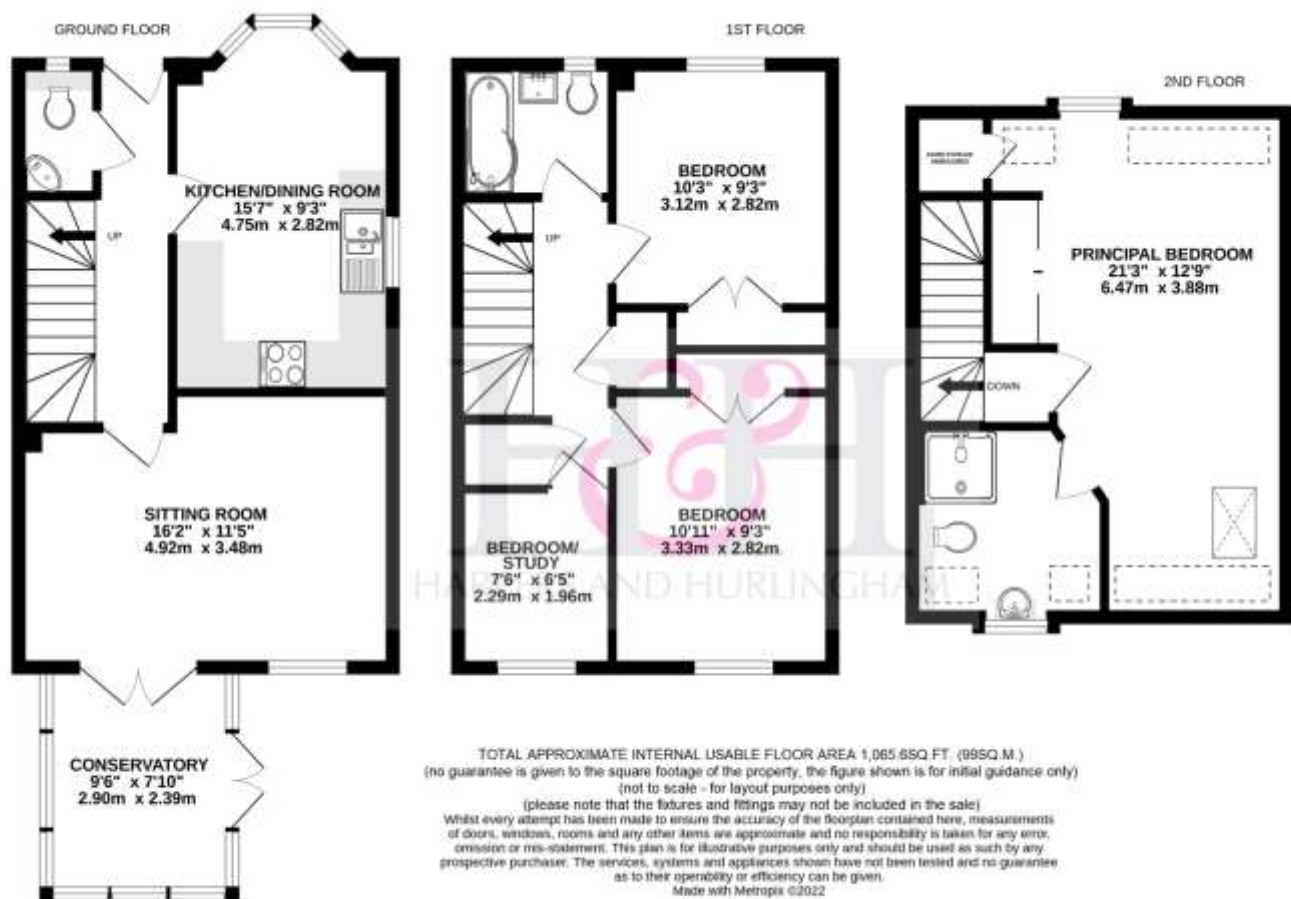 GROUND FLOOR
KITCHEN/DINING ROOM
15'7" x 9'3"
4.75m x 2.82m
UP
SITTING ROOM
16'2" x 11'5"
4.92m x 3.48m
CONSERVATORY
9'6" x 7'10"
2.90m x 2.39m
1ST FLOOR
BEDROOM
10'3" x 9'3"
3.12m x 2.82m
UP
BEDROOM
10'11" x 9'3"
3.33m x 2.82m
BEDROOM/
STUDY
7'6" x 6'5"
2.29m x 1.96m
2ND FLOOR
PRINCIPAL BEDROOM
21'3" x 12'9"
6.47m x 3.88m
DOWN
H&H
AND HURLINGHAM
TOTAL APPROXIMATE INTERNAL USABLE FLOOR AREA 1,065.6SQ FT. (99SQ.M.)
(no guarantee is given to the square footage of the property, the figure shown is for initial guidance only)
(not to scale - for layout purposes only)
(please note that the fixtures and fittings may not be included in the sale)
Whilst every attempt has been made to ensure the accuracy of the floorplan contained here, measurements
of doors, windows, rooms and any other items are approximate and no responsibility is taken for any error,
omission or mis-statement. This plan is for illustrative purposes only and should be used as such by any
prospective purchaser. The services, systems and appliances shown have not been tested and no guarantee
as to their operability or efficiency can be given.
Made with Metropix ©2022